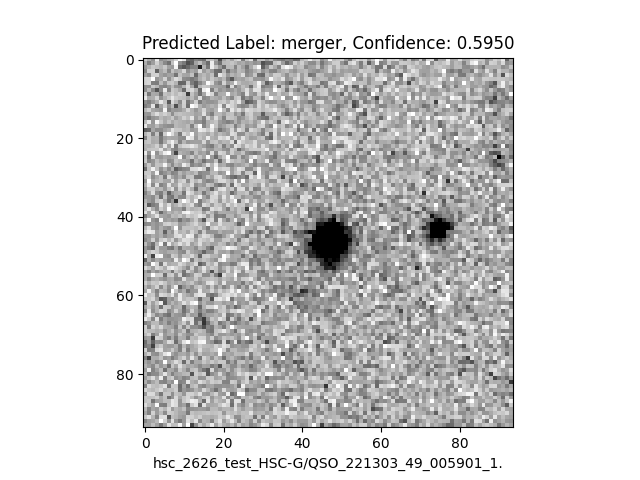 Predicted Label: merger, Confidence: 0.5950
0
20
40
60
80
0 20 40 60 80
hsc_2626_test_HSC-G/QSO_221303_49_005901_1.